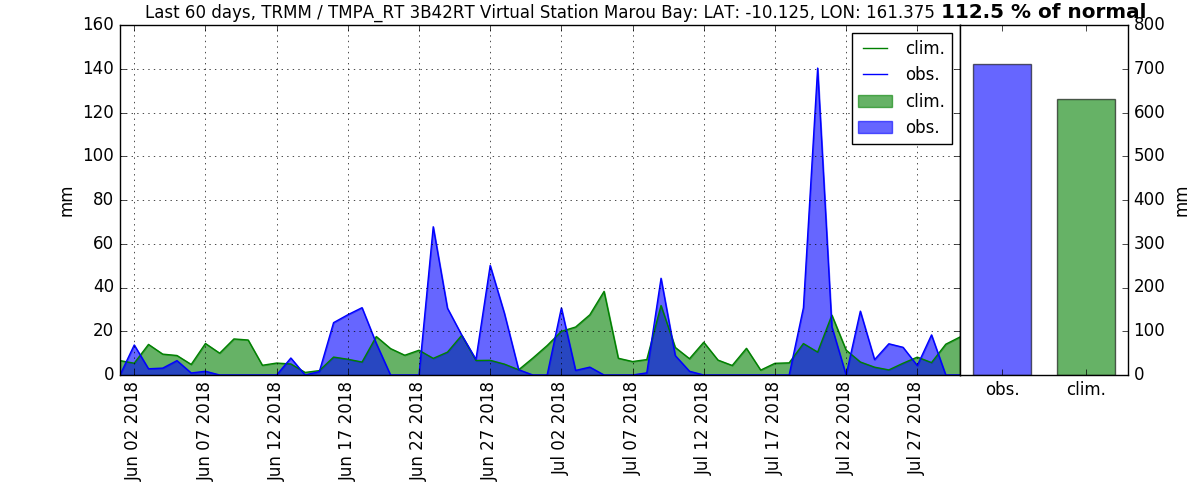 Last 60 days, TRMM / TMPA_RT 3B42RT Virtual Station Marou Bay: LAT: -10.125, LON: 161.375 112.5 % of normal
160
140
120
100
80
60
40
20
0
mm
clim.
obs.
clim.
obs.
800
700
600
500
400
300
200
100
0
mm
Jun 02 2018
Jun 07 2018
Jun 12 2018
Jun 17 2018
Jun 22 2018
Jun 27 2018
Jul 02 2018
Jul 07 2018
Jul 12 2018
Jul 17 2018
Jul 22 2018
Jul 27 2018
obs.
clim.